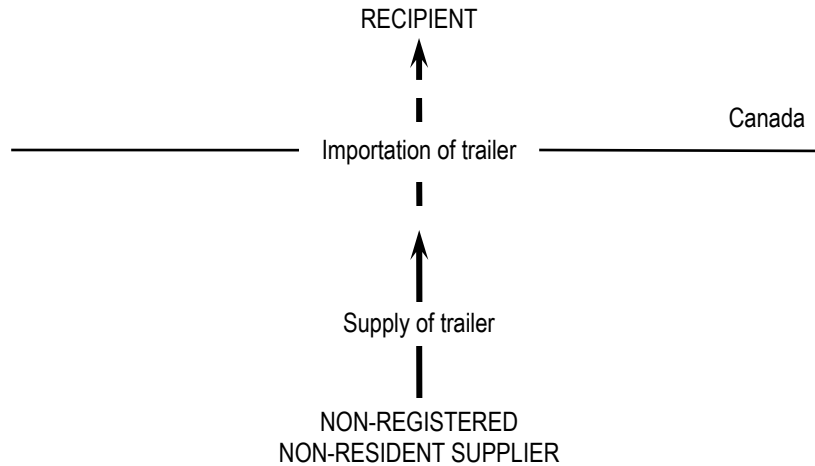 RECIPIENT
Canada
Importation of trailer
Supply of trailer
NON-REGISTERED
NON-RESIDENT SUPPLIER